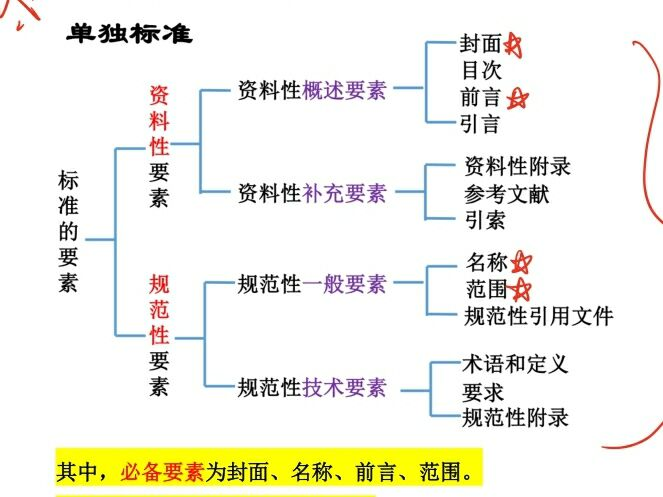 单独标准
标准的要素
资料性要素
资料性概述要素
封面
目次
前言
引言
资料性补充要素
资料性附录
参考文献
引索
规范性要素
规范性一般要素
名称
范围
规范性引用文件
规范性技术要素
术语和定义
要求
规范性附录
其中，必备要素为封面、名称、前言、范围。